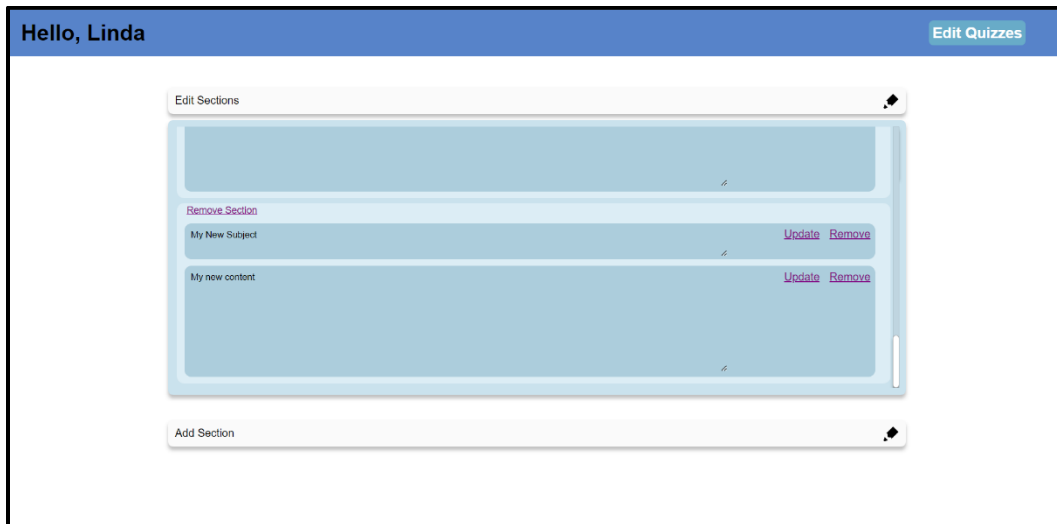 Hello, Linda
Edit Quizzes
Edit Sections
Remove Section
My New Subject
Update Remove
My new content
Update Remove
Add Section